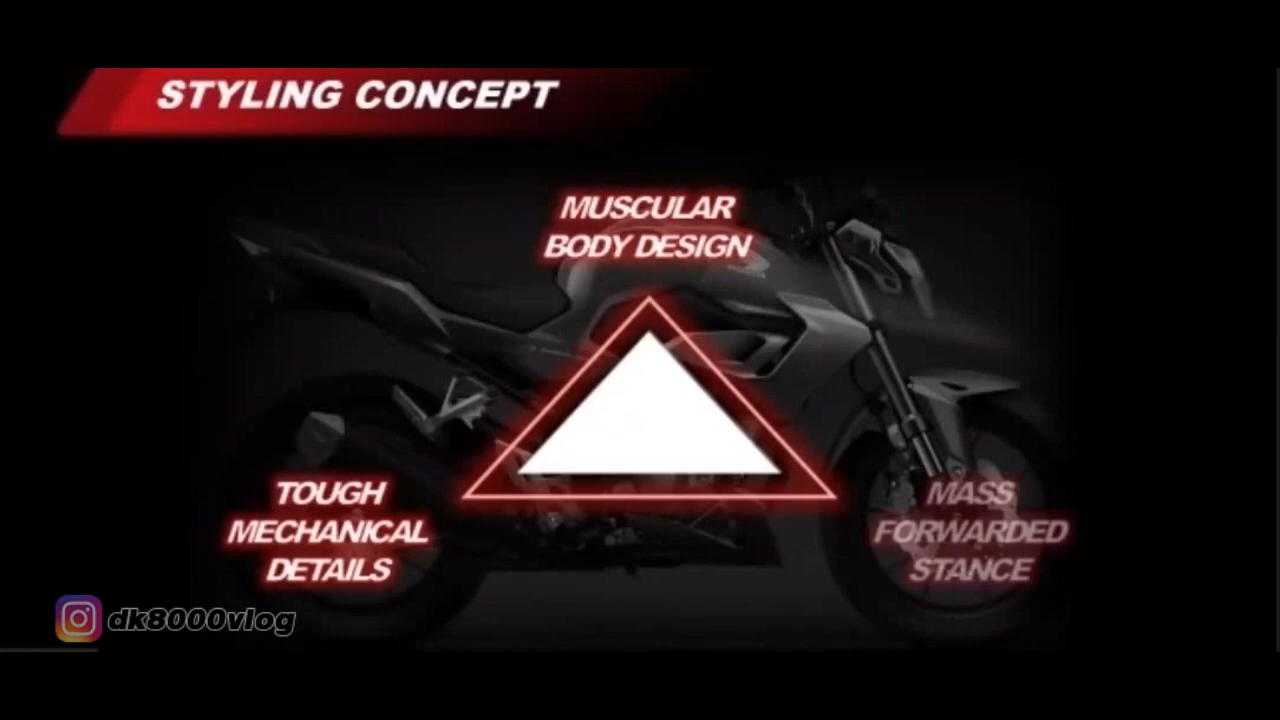 STYLING CONCEPT
MUSCULAR
BODY DESIGN
TOUGH
MECHANICAL
DETAILS
MASS
FORWARDED
STANCE
dk8000vlog